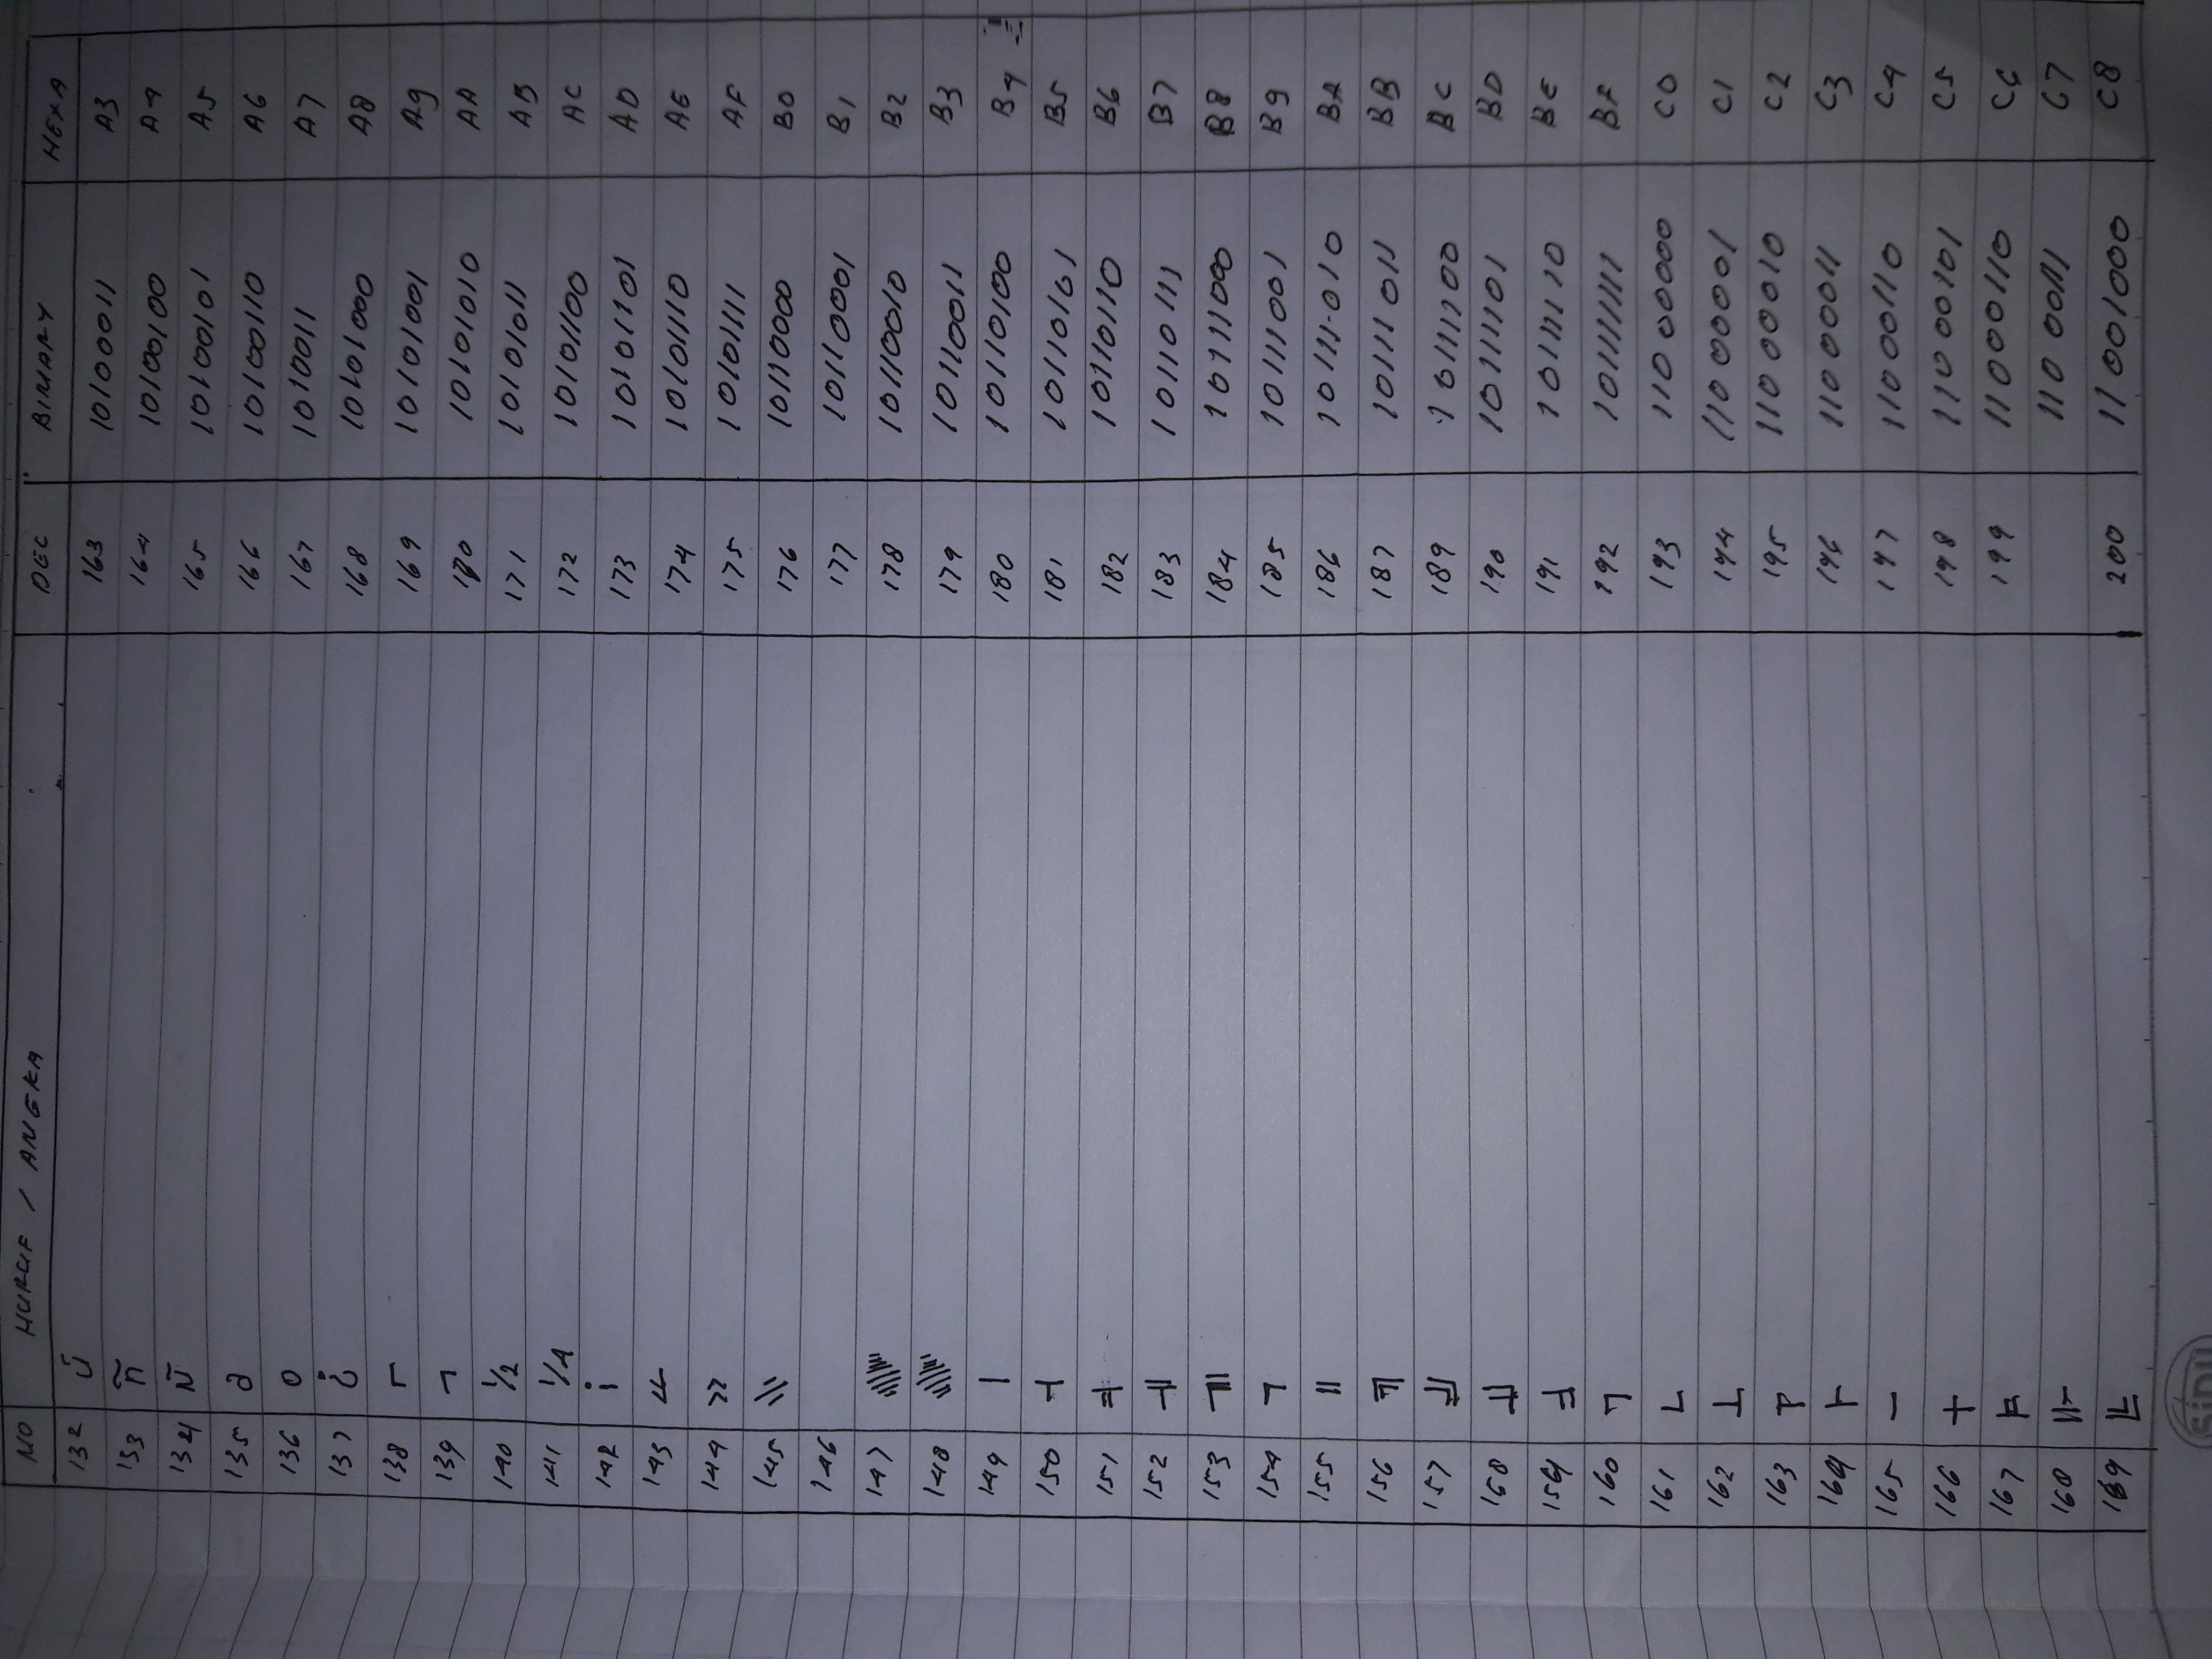 NO HURUF / ANGKA DEC BINARY HEXA
132 ú 163 10100011 A3
133 ñ 164 10100100 A4
134 Ñ 165 10100101 A5
135 a 166 10100110 A6
136 o 167 1010011 A7
137 ¿ 168 10101000 A8
138 ⌐ 169 10101001 A9
139 ¬ 170 10101010 AA
140 1/2 171 10101011 AB
141 1/4 172 10101100 AC
142 i 173 10101101 AD
143 « 174 10101110 AE
144 » 175 10101111 AF
145 176 10110000 B0
146 177 10110001 B1
147 178 10110010 B2
148 179 10110011 B3
149 | 180 10110100 B4
150 ┤ 181 10110101 B5
151 ╡ 182 10110110 B6
152 ╢ 183 10110111 B7
153 184 10111000 B8
154 ┐ 185 10111001 B9
155 || 186 10111010 BA
156 ╗ 187 10111011 BB
157 ╝ 189 10111100 BC
158 190 10111101 BD
159 191 10111110 BE
160 ┐ 192 10111111 BF
161 L 193 11000000 C0
162 ┴ 194 11000001 C1
163 195 11000010 C2
164 ├ 196 11000011 C3
165 — 197 11000110 C4
166 + 198 11000101 C5
167 ╞ 199 11000110 C6
168 ╟ 1100011 C7
169 ╚ 200 11001000 C8
SiDU